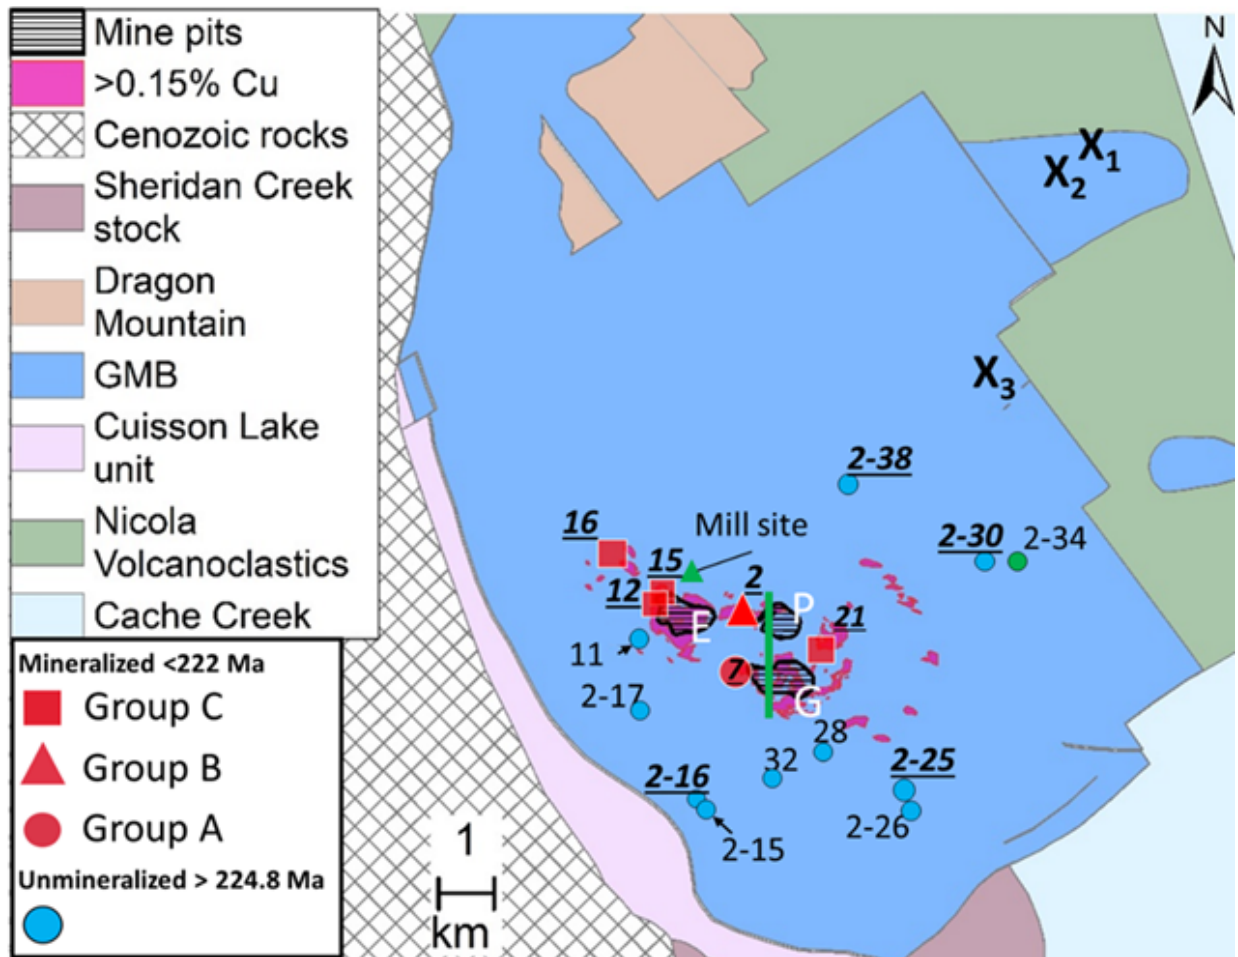 Mine pits
>0.15% Cu
Cenozoic rocks
Sheridan Creek
stock
Dragon
Mountain
GMB
Cuisson Lake
unit
Nicola
Volcanoclastics
Cache Creek
Mineralized <222 Ma
Group C
Group B
Group A
Unmineralized > 224.8 Ma
1
km
N
X1
X2
X3
2-38
16
Mill site
2-30
2-34
15
2
12
P
E
21
11
7
2-17
G
28
32
2-25
2-16
2-26
2-15